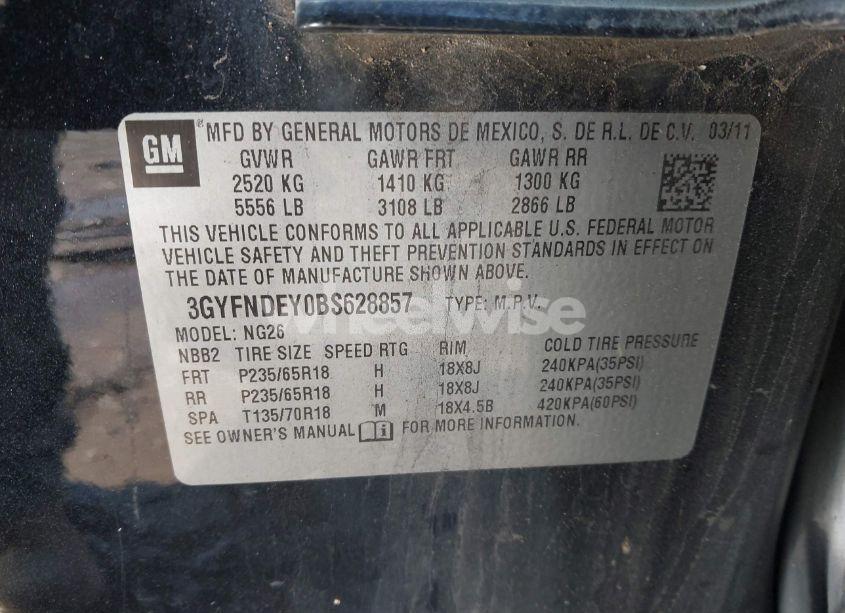 GM
® MFD BY GENERAL MOTORS DE MEXICO, S. DE R.L. DE C.V. 03/11
GVWR GAWR FRT GAWR RR
2520 KG 1410 KG 1300 KG
5556 LB 3108 LB 2866 LB
THIS VEHICLE CONFORMS TO ALL APPLICABLE U.S. FEDERAL MOTOR
VEHICLE SAFETY AND THEFT PREVENTION STANDARDS IN EFFECT ON
THE DATE OF MANUFACTURE SHOWN ABOVE.
3GYFNDEY0BS628857 TYPE: M.P.V.
wheelwise
MODEL: NG26
NBB2 TIRE SIZE SPEED RTG RIM COLD TIRE PRESSURE
FRT P235/65R18 H 18X8J 240KPA(35PSI)
RR P235/65R18 H 18X8J 240KPA(35PSI)
SPA T135/70R18 M 18X4.5B 420KPA(60PSI)
SEE OWNER'S MANUAL i FOR MORE INFORMATION.